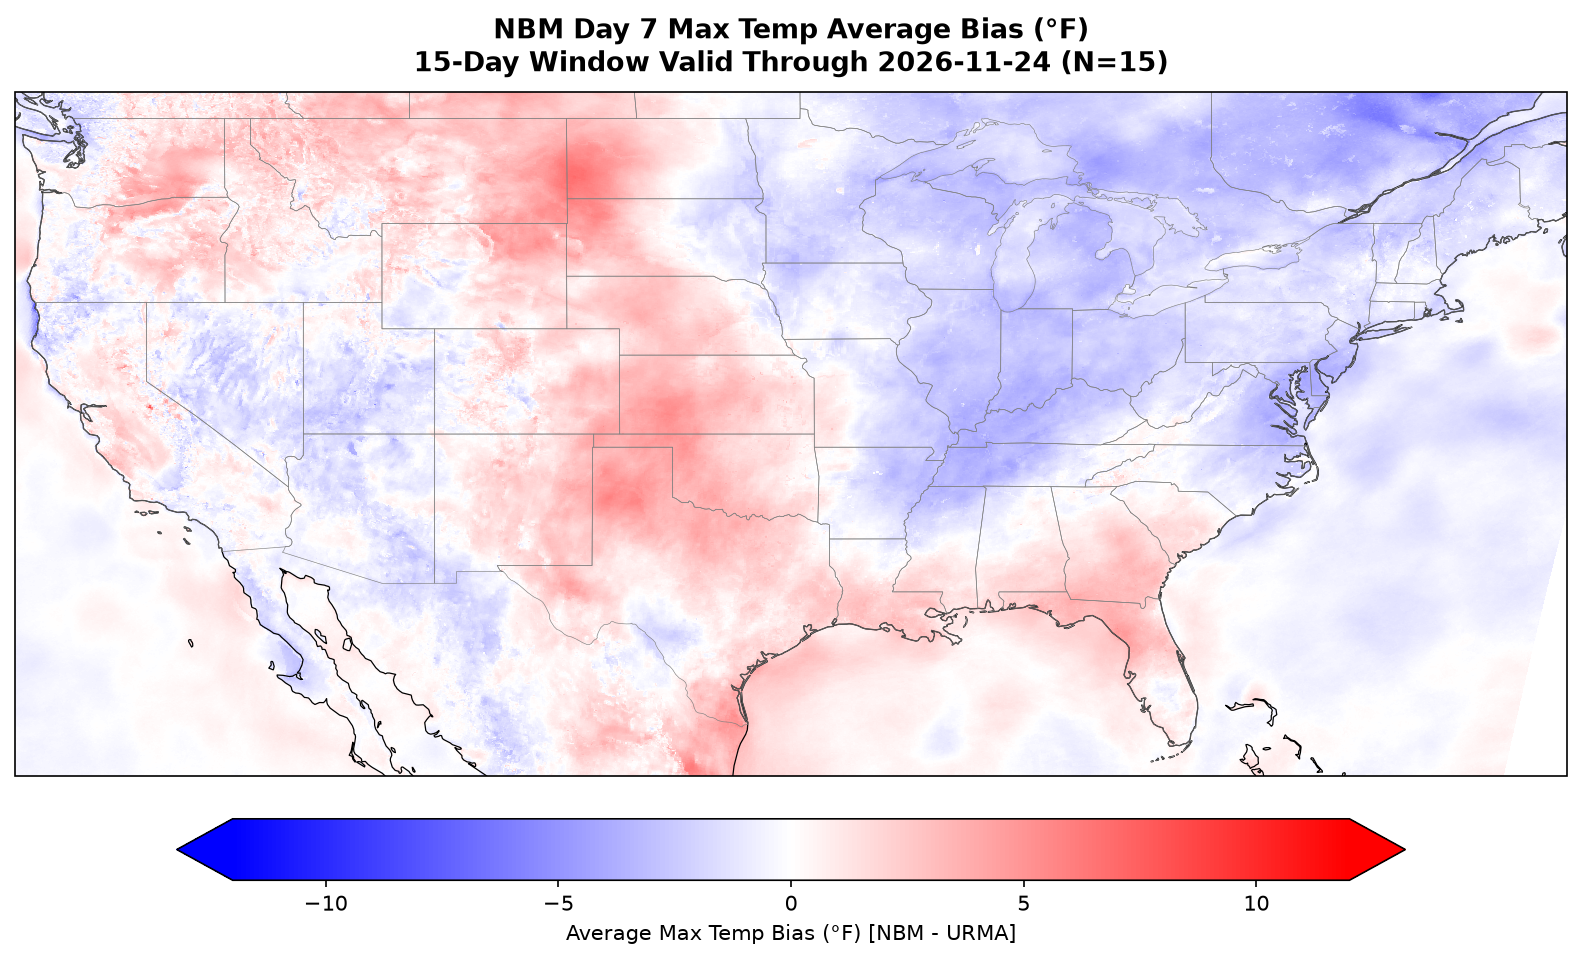 NBM Day 7 Max Temp Average Bias (°F)
15-Day Window Valid Through 2026-11-24 (N=15)
−10 −5 0 5 10
Average Max Temp Bias (°F) [NBM - URMA]